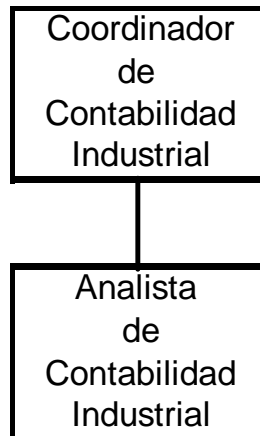 Coordinador
de
Contabilidad
Industrial
Analista
de
Contabilidad
Industrial